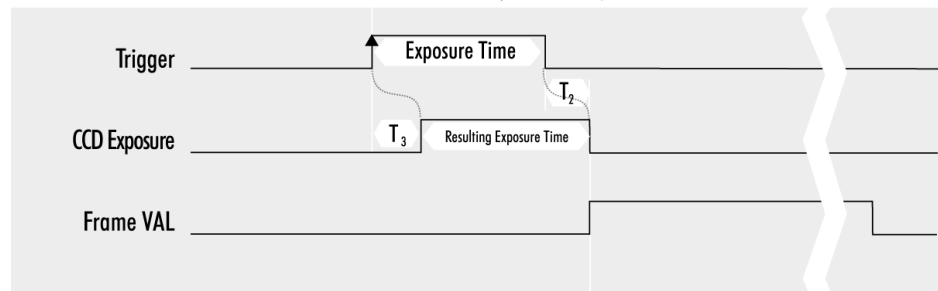 Trigger
Exposure Time
T2
CCD Exposure
T3
Resulting Exposure Time
Frame VAL